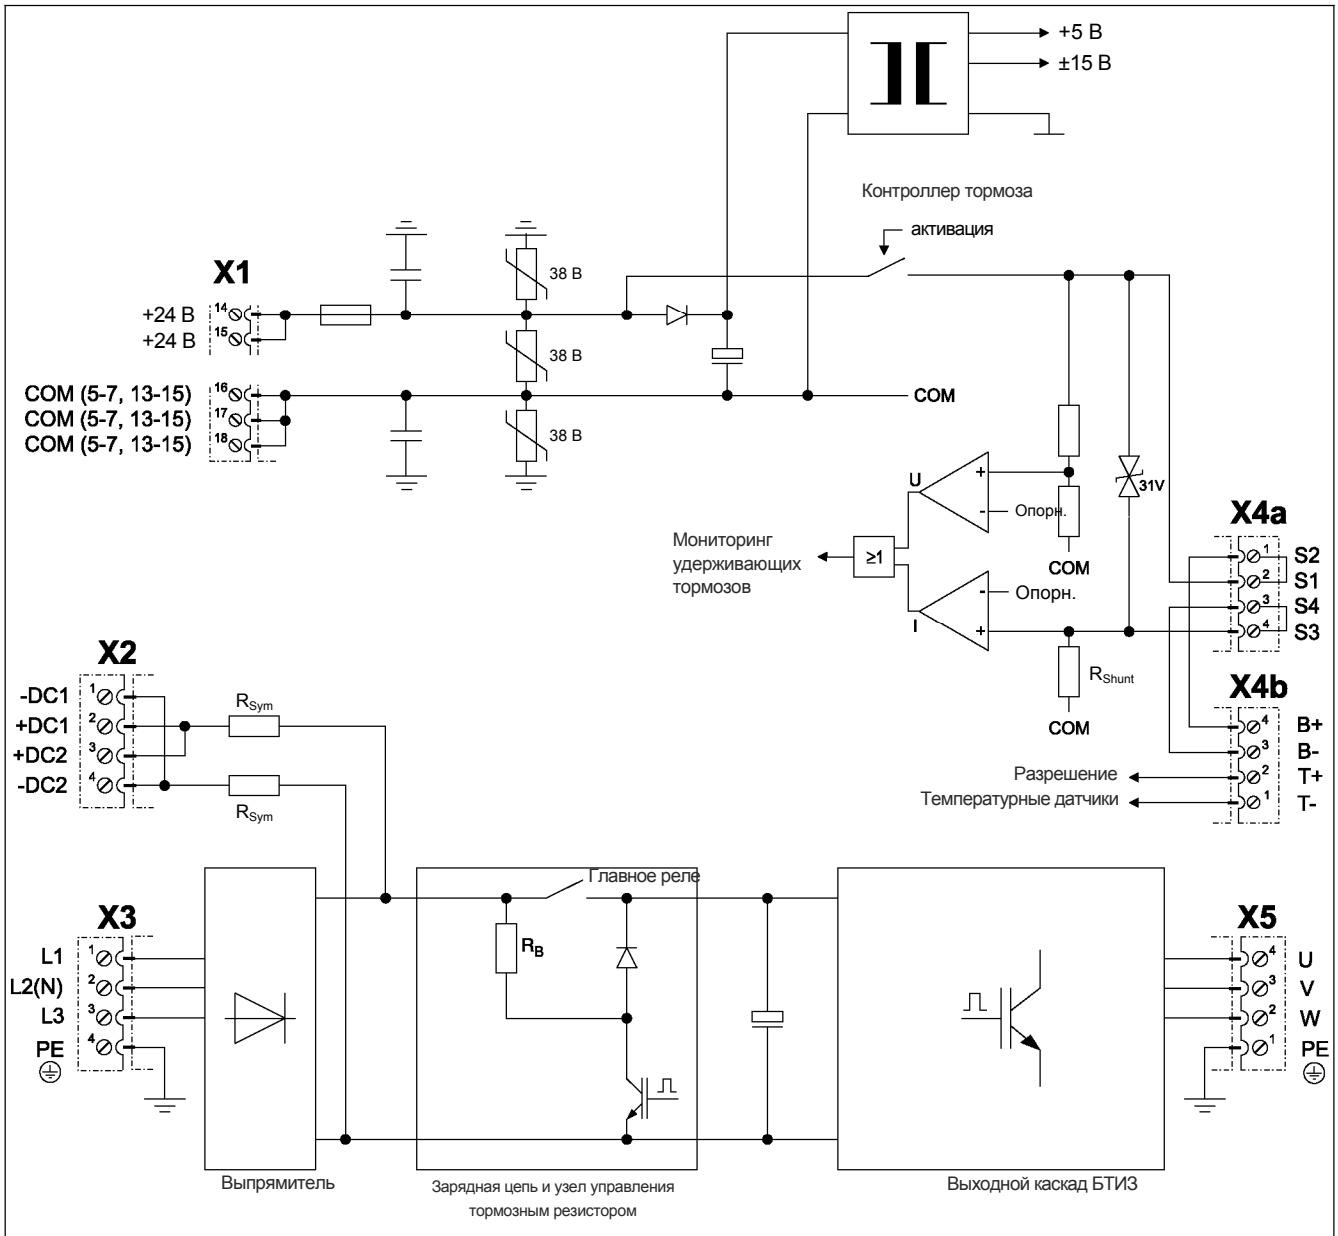 +5 В
±15 В
Контроллер тормоза
активация
X1
38 В
+24 В 14
+24 В 15
38 В
COM (5-7, 13-15) 16
COM
COM (5-7, 13-15) 17
COM (5-7, 13-15) 18
38 В
U
+
-
Опорн.
31V
COM
Мониторинг
удерживающих
тормозов
≥1
-
Опорн.
I
+
RShunt
COM
X4a
1 S2
2 S1
3 S4
4 S3
X4b
4 B+
3 B-
Разрешение 2 T+
Температурные датчики 1 T-
X2
-DC1 1
+DC1 2
+DC2 3
-DC2 4
RSym
RSym
Главное реле
X3
L1 1
L2(N) 2
L3 3
PE 4
RB
X5
4 U
3 V
2 W
1 PE
Выпрямитель
Зарядная цепь и узел управления
тормозным резистором
Выходной каскад БТИЗ